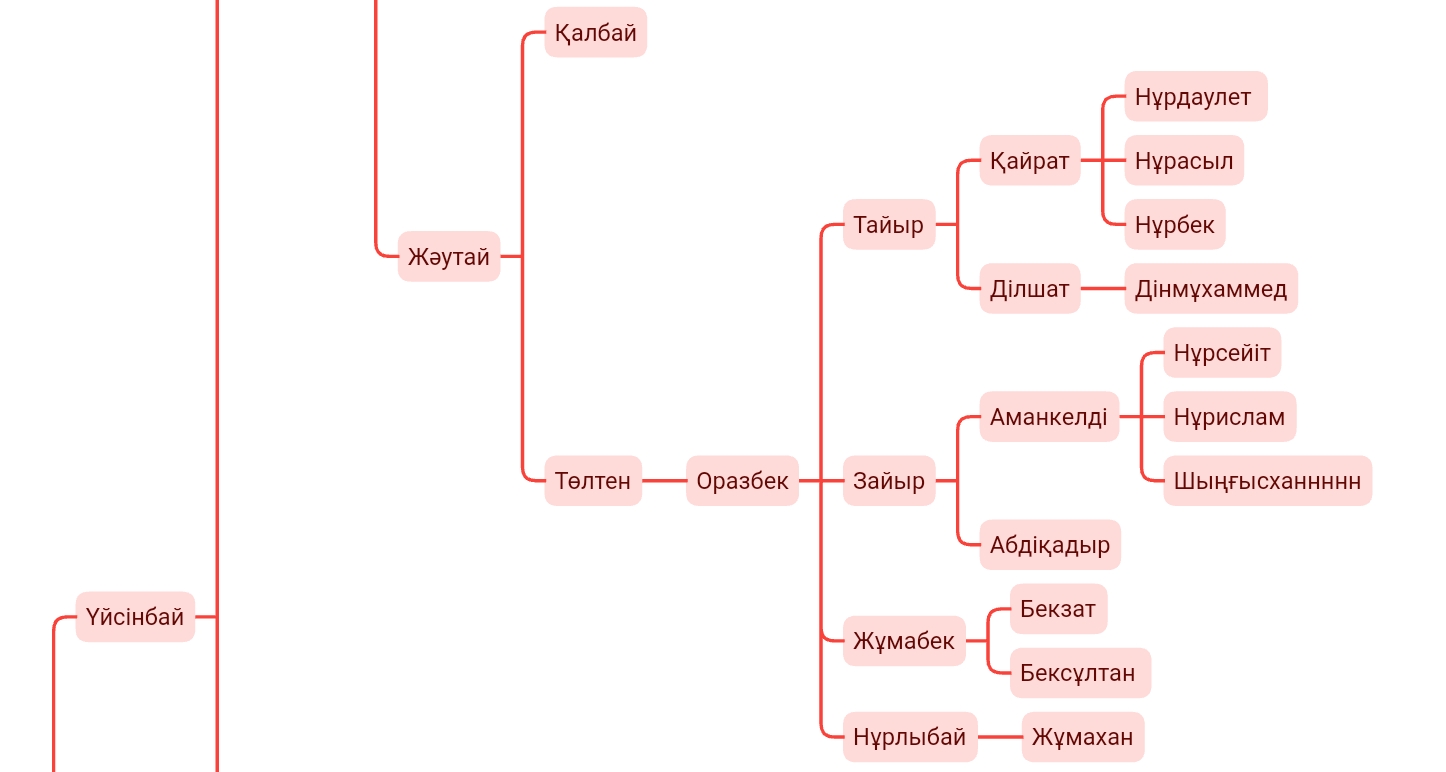 Қалбай
Нұрдаулет
Қайрат
Нұрасыл
Тайыр
Нұрбек
Жәутай
Ділшат
Дінмұхаммед
Нұрсейіт
Аманкелді
Нұрислам
Төлтен
Оразбек
Зайыр
Шыңғысханнннн
Абдіқадыр
Бекзат
Үйсінбай
Жұмабек
Бексұлтан
Нұрлыбай
Жұмахан